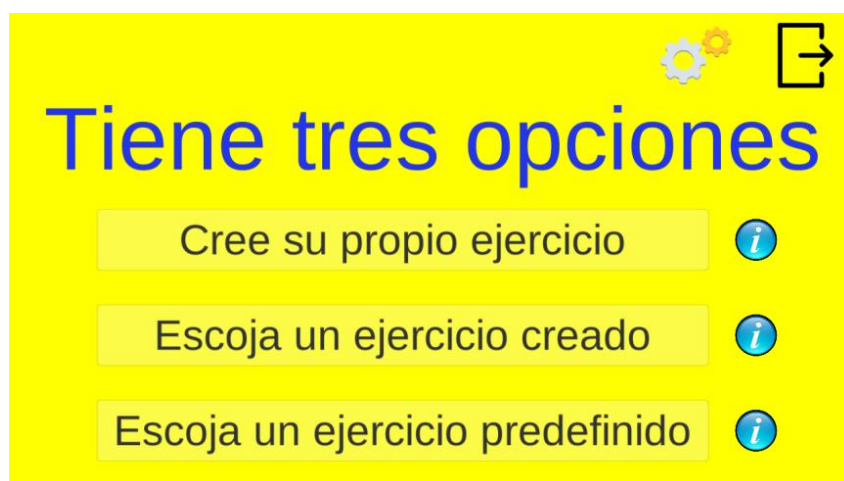 Tiene tres opciones
Cree su propio ejercicio
i
Escoja un ejercicio creado
i
Escoja un ejercicio predefinido
i